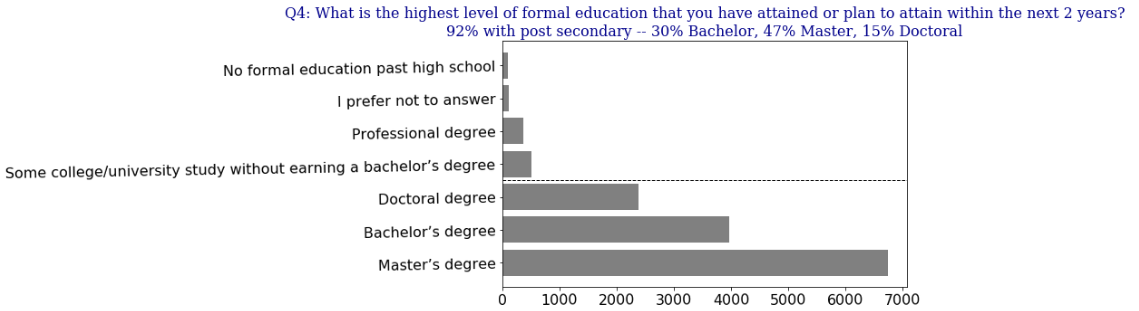 Q4: What is the highest level of formal education that you have attained or plan to attain within the next 2 years?
92% with post secondary -- 30% Bachelor, 47% Master, 15% Doctoral
No formal education past high school
I prefer not to answer
Professional degree
Some college/university study without earning a bachelor’s degree
Doctoral degree
Bachelor’s degree
Master’s degree
0 1000 2000 3000 4000 5000 6000 7000